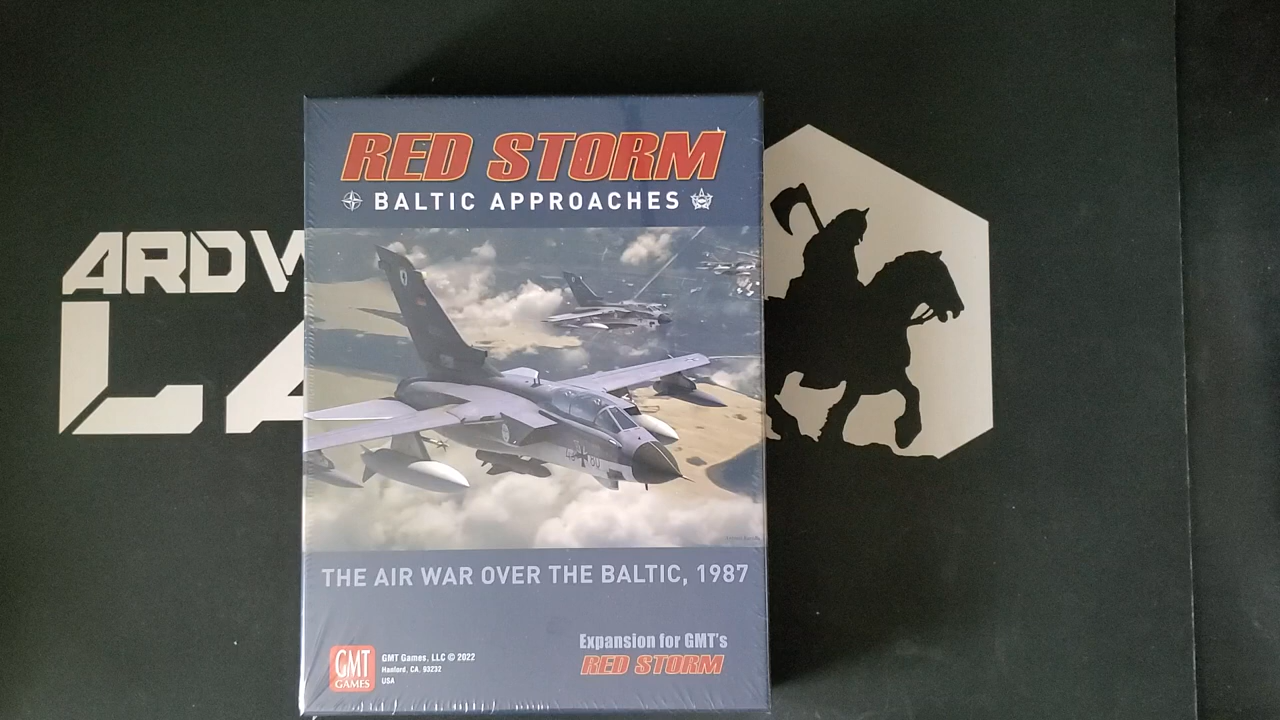 RED STORM
BALTIC APPROACHES
ARDW
LA
THE AIR WAR OVER THE BALTIC, 1987
Expansion for GMT's
RED STORM
GMT
GAMES
GMT Games, LLC © 2022
Hanford, CA. 93232
USA